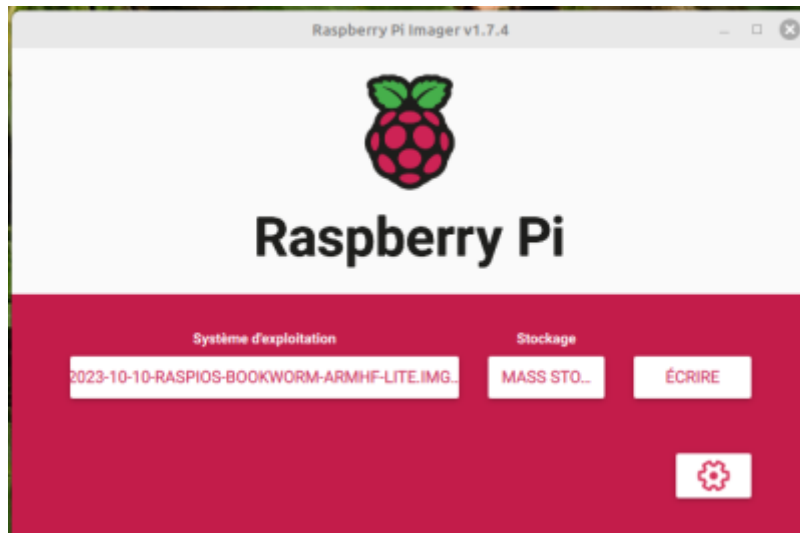 Raspberry Pi Imager v1.7.4
Raspberry Pi
Système d'exploitation
Stockage
2023-10-10-RASPIOS-BOOKWORM-ARMHF-LITE.IMG..
MASS STO...
ÉCRIRE